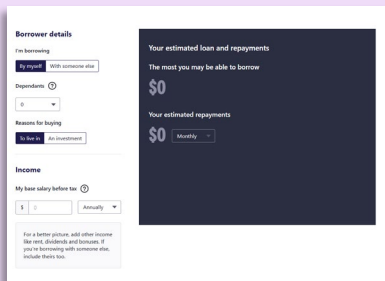 Borrower details
I'm borrowing
By myself With someone else
Dependants ?
0
Reasons for buying
To live in An investment
Income
My base salary before tax ?
$ 0 Annually
For a better picture, add other income
like rent, dividends and bonuses. If
you're borrowing with someone else,
include theirs too.
Your estimated loan and repayments
The most you may be able to borrow
$0
Your estimated repayments
$0 Monthly